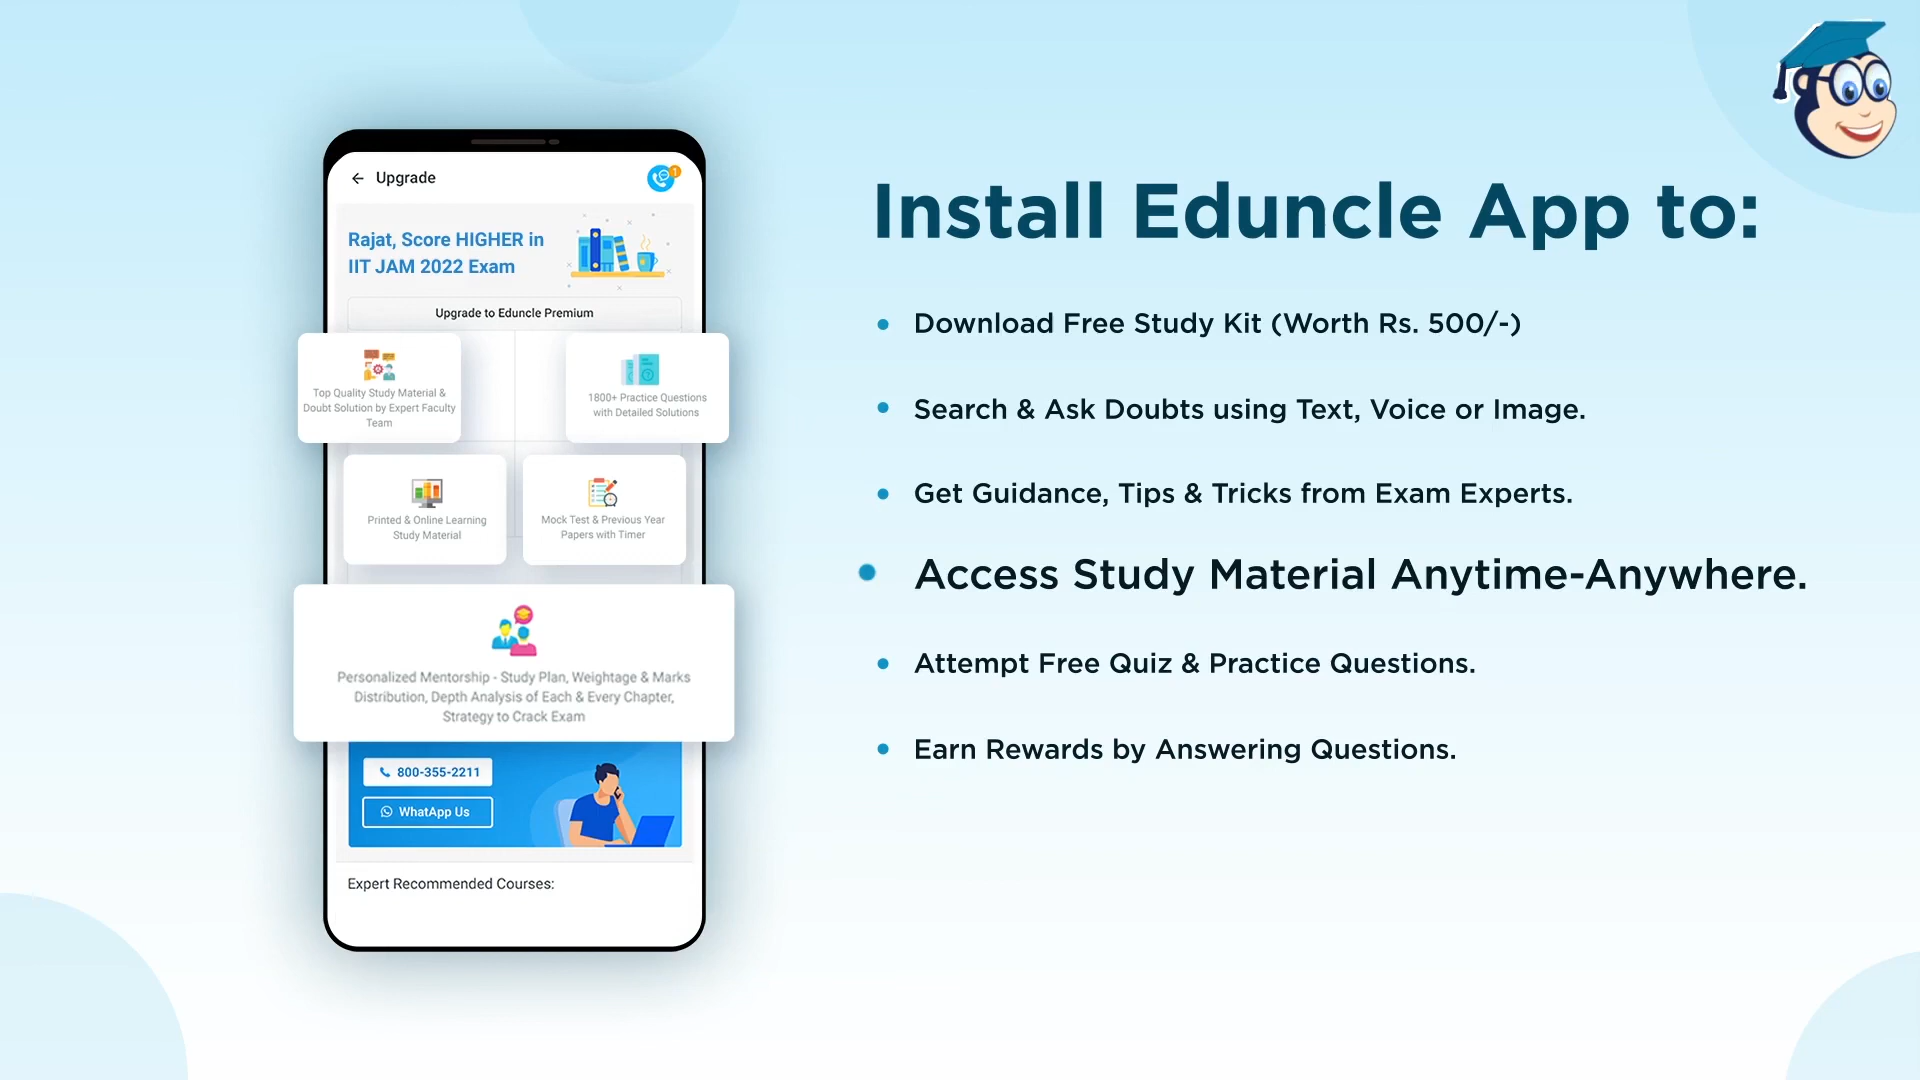 Upgrade
1
Rajat, Score HIGHER in
IIT JAM 2022 Exam
Upgrade to Eduncle Premium
Top Quality Study Material &
Doubt Solution by Expert Faculty
Team
1800+ Practice Questions
with Detailed Solutions
Printed & Online Learning
Study Material
Mock Test & Previous Year
Papers with Timer
Personalized Mentorship - Study Plan, Weightage & Marks
Distribution, Depth Analysis of Each & Every Chapter,
Strategy to Crack Exam
800-355-2211
WhatApp Us
Expert Recommended Courses:
Install Eduncle App to:
• Download Free Study Kit (Worth Rs. 500/-)
• Search & Ask Doubts using Text, Voice or Image.
• Get Guidance, Tips & Tricks from Exam Experts.
• Access Study Material Anytime-Anywhere.
• Attempt Free Quiz & Practice Questions.
• Earn Rewards by Answering Questions.